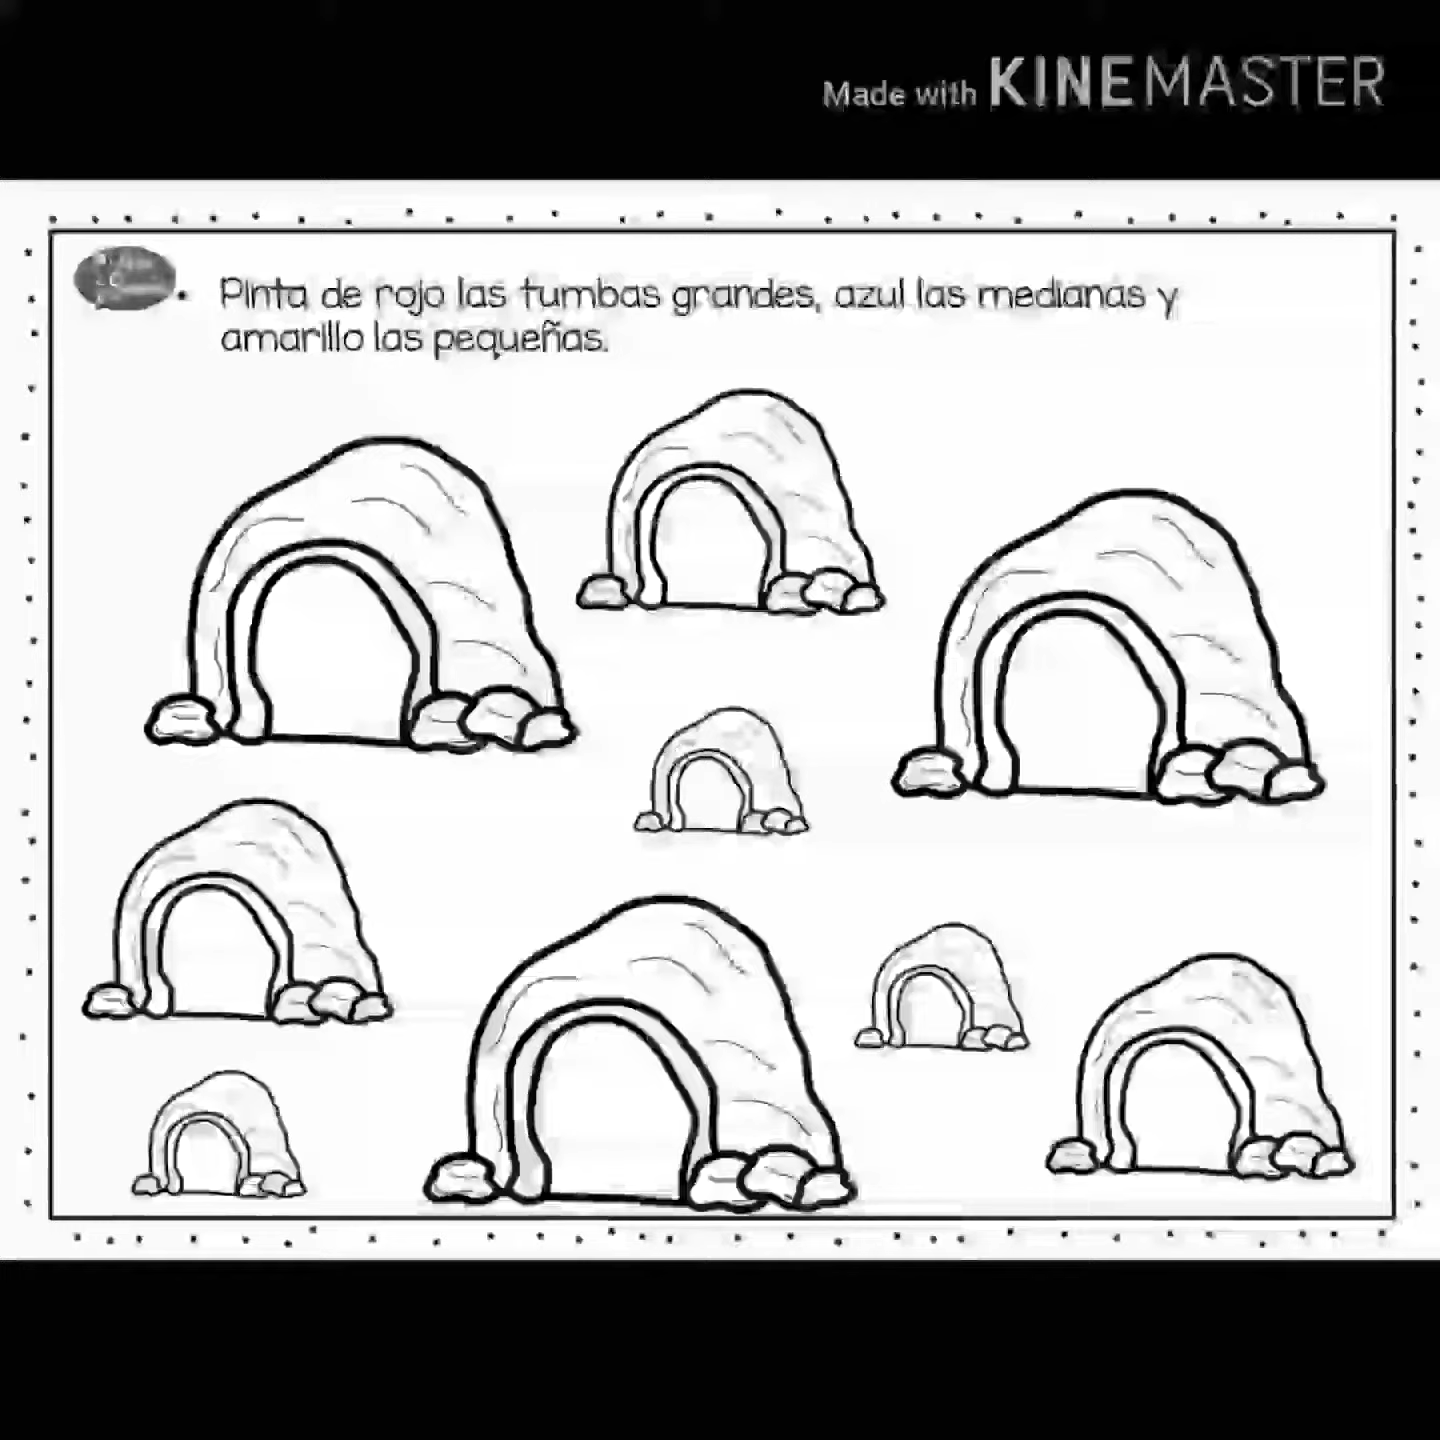 Made with KINEMASTER
Pinta de rojo las tumbas grandes, azul las medianas y
amarillo las pequeñas.